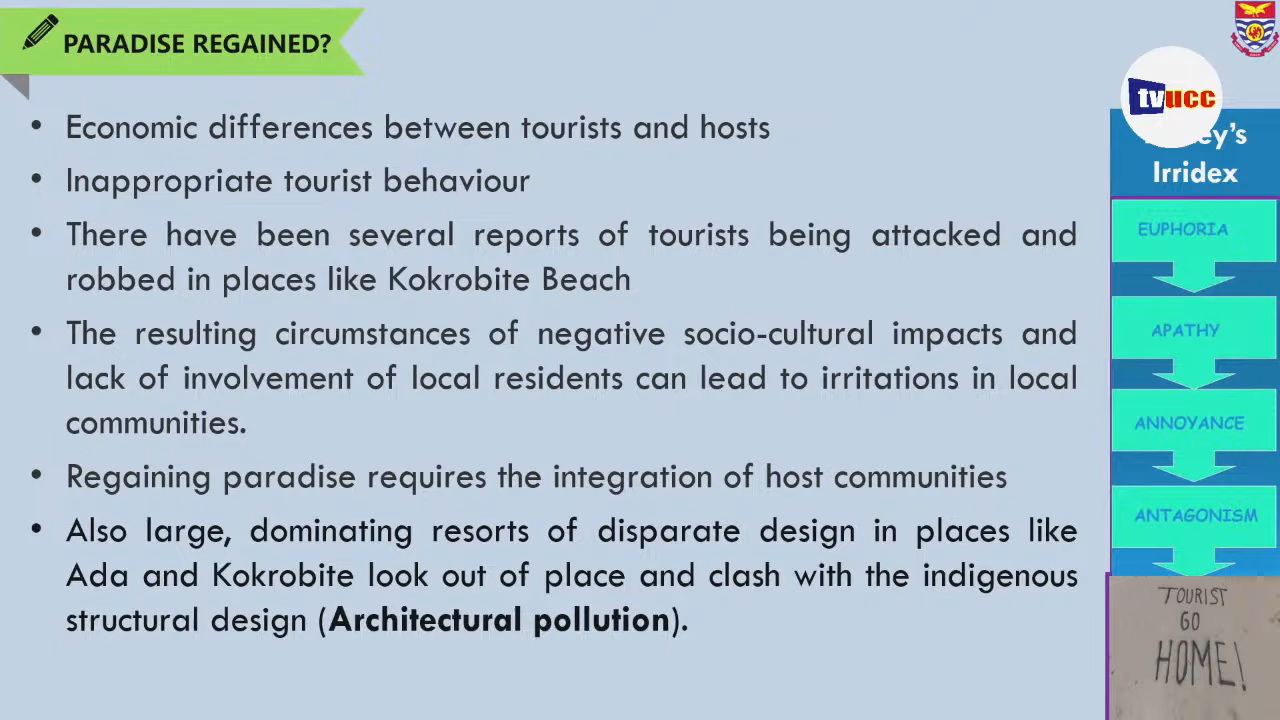 PARADISE REGAINED?
• Economic differences between tourists and hosts
• Inappropriate tourist behaviour
• There have been several reports of tourists being attacked and
robbed in places like Kokrobite Beach
• The resulting circumstances of negative socio-cultural impacts and
lack of involvement of local residents can lead to irritations in local
communities.
• Regaining paradise requires the integration of host communities
• Also large, dominating resorts of disparate design in places like
Ada and Kokrobite look out of place and clash with the indigenous
structural design (Architectural pollution).
tvucc
Irridex
EUPHORIA
APATHY
ANNOYANCE
ANTAGONISM
TOURIST
GO
HOME!